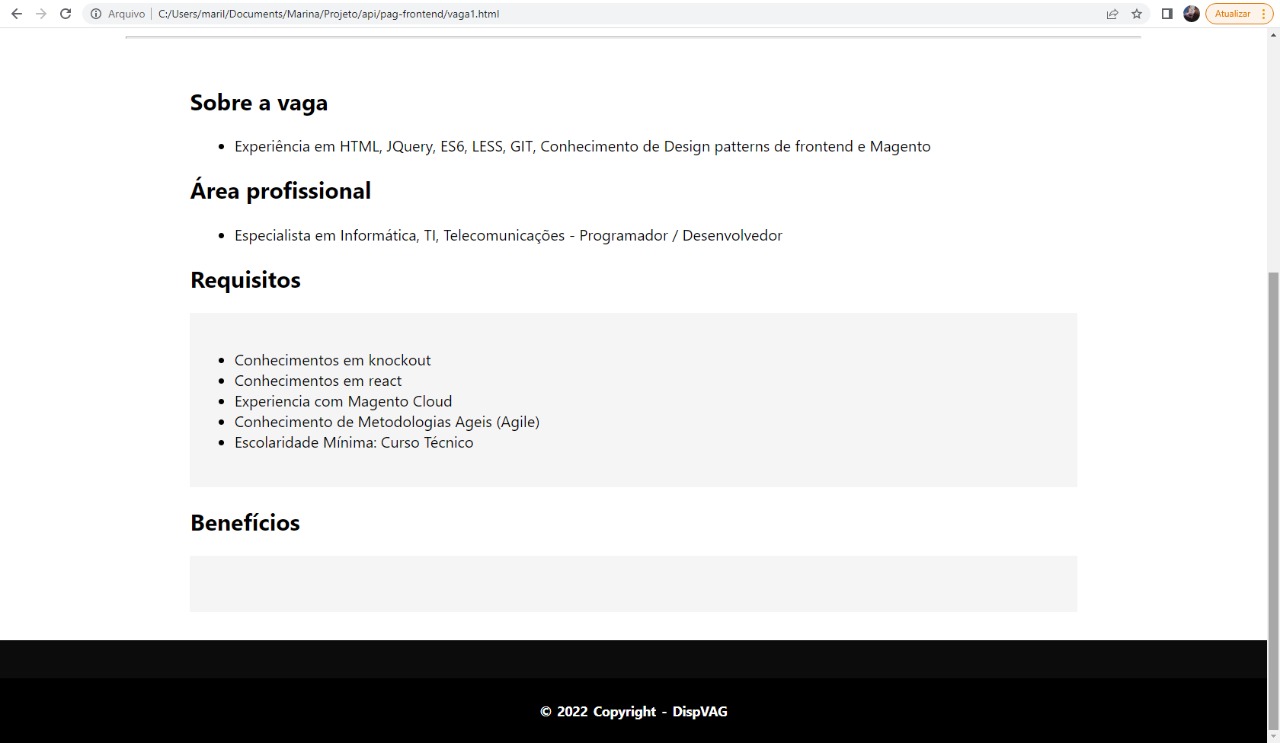 Arquivo | C:/Users/maril/Documents/Marina/Projeto/api/pag-frontend/vaga1.html
Atualizar
Sobre a vaga
Experiência em HTML, JQuery, ES6, LESS, GIT, Conhecimento de Design patterns de frontend e Magento
Área profissional
Especialista em Informática, TI, Telecomunicações - Programador / Desenvolvedor
Requisitos
Conhecimentos em knockout
Conhecimentos em react
Experiencia com Magento Cloud
Conhecimento de Metodologias Ageis (Agile)
Escolaridade Mínima: Curso Técnico
Benefícios
© 2022 Copyright - DispVAG